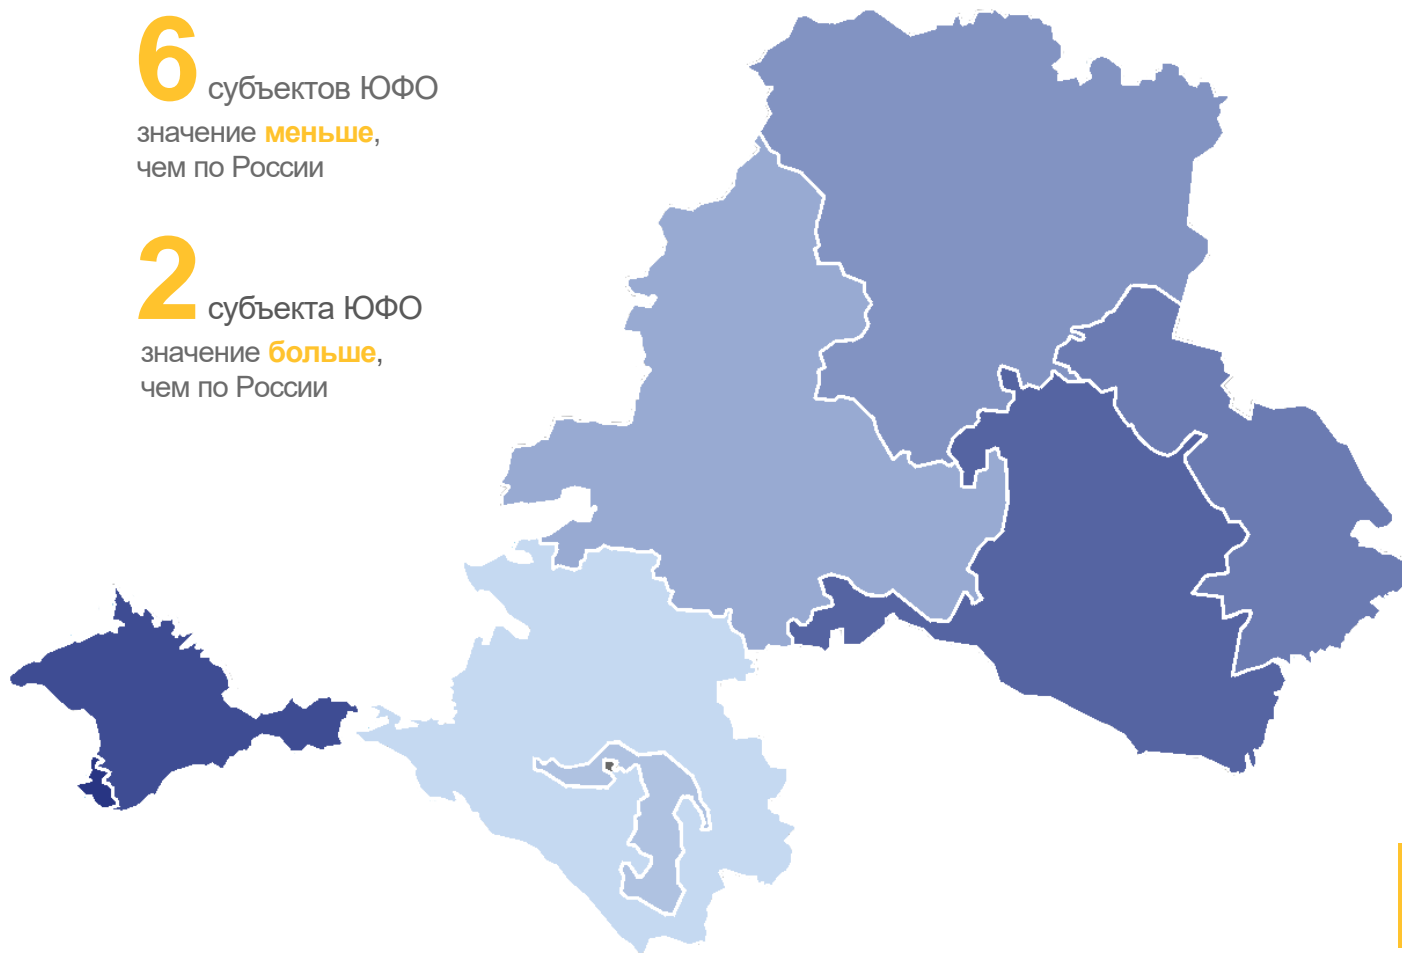 6 субъектов ЮФО
значение меньше,
чем по России
2 субъекта ЮФО
значение больше,
чем по России